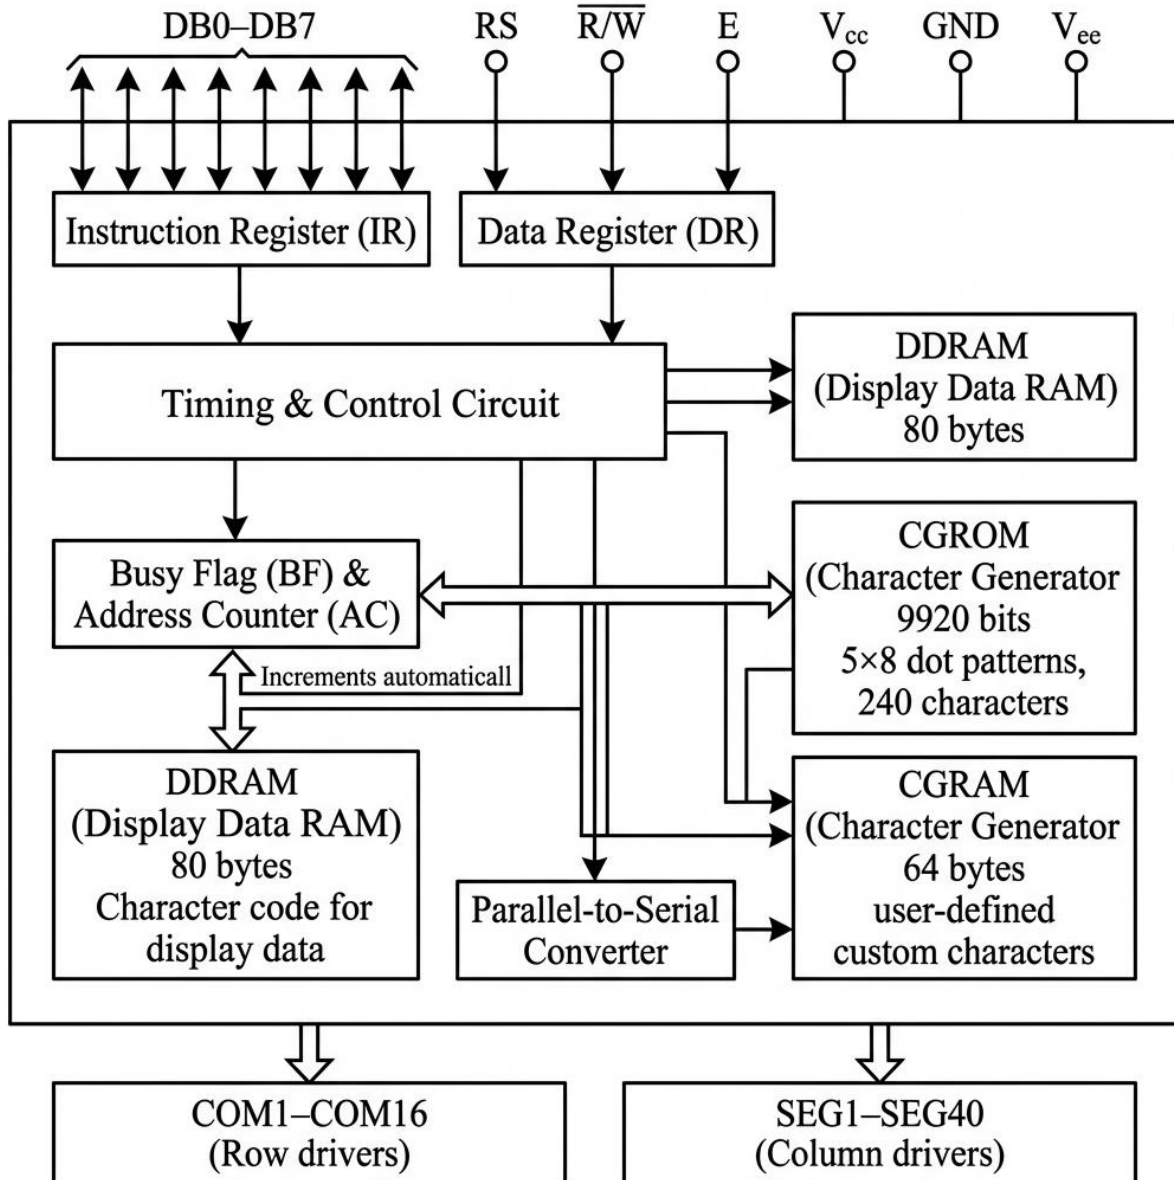 DB0–DB7 RS R/W E Vcc GND Vee
Instruction Register (IR)
Data Register (DR)
Timing & Control Circuit
DDRAM
(Display Data RAM)
80 bytes
Busy Flag (BF) &
Address Counter (AC)
CGROM
(Character Generator
9920 bits
5×8 dot patterns,
240 characters
Increments automaticall
DDRAM
(Display Data RAM)
80 bytes
Character code for
display data
Parallel-to-Serial
Converter
CGRAM
(Character Generator
64 bytes
user-defined
custom characters
COM1–COM16
(Row drivers)
SEG1–SEG40
(Column drivers)